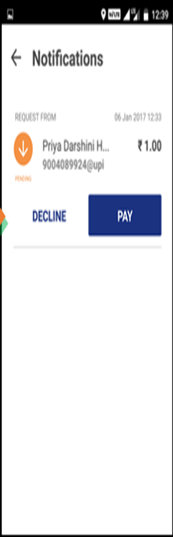 12:39
Notifications
REQUEST FROM 06 Jan 2017 12:33
Priya Darshini H... ₹ 1.00
9004089924@upi
PENDING
DECLINE PAY